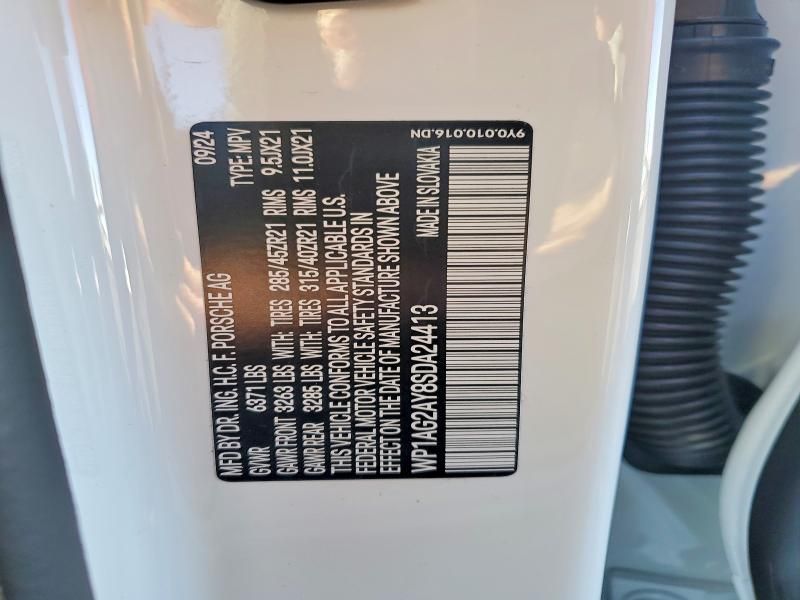 MFD BY DR. ING. H.C. F. PORSCHE AG 09/24
GVWR 6371 LBS TYPE: MPV
GAWR FRONT 3263 LBS WITH: TIRES 285/45ZR21 RIMS 9.5JX21
GAWR REAR 3285 LBS WITH: TIRES 315/40ZR21 RIMS 11.0JX21
THIS VEHICLE CONFORMS TO ALL APPLICABLE U.S.
FEDERAL MOTOR VEHICLE SAFETY STANDARDS IN
EFFECT ON THE DATE OF MANUFACTURE SHOWN ABOVE
WP1AG2AY8SDA24413 MADE IN SLOVAKIA
9Y0.010.016.DN